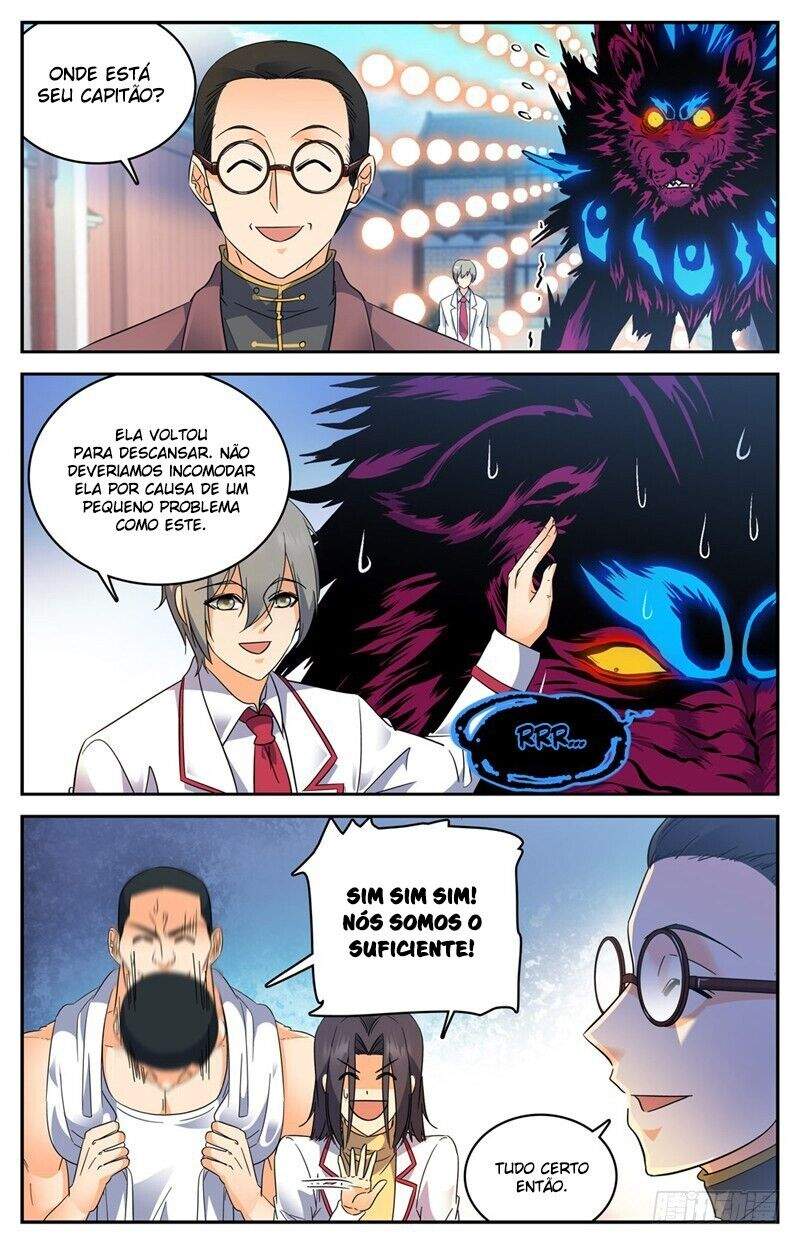 ONDE ESTÁ
SEU CAPITÃO?
ELA VOLTOU
PARA DESCANSAR. NÃO
DEVERIAMOS INCOMODAR
ELA POR CAUSA DE UM
PEQUENO PROBLEMA
COMO ESTE.
RRR...
SIM SIM SIM!
NÓS SOMOS O
SUFICIENTE!
TUDO CERTO
ENTÃO.